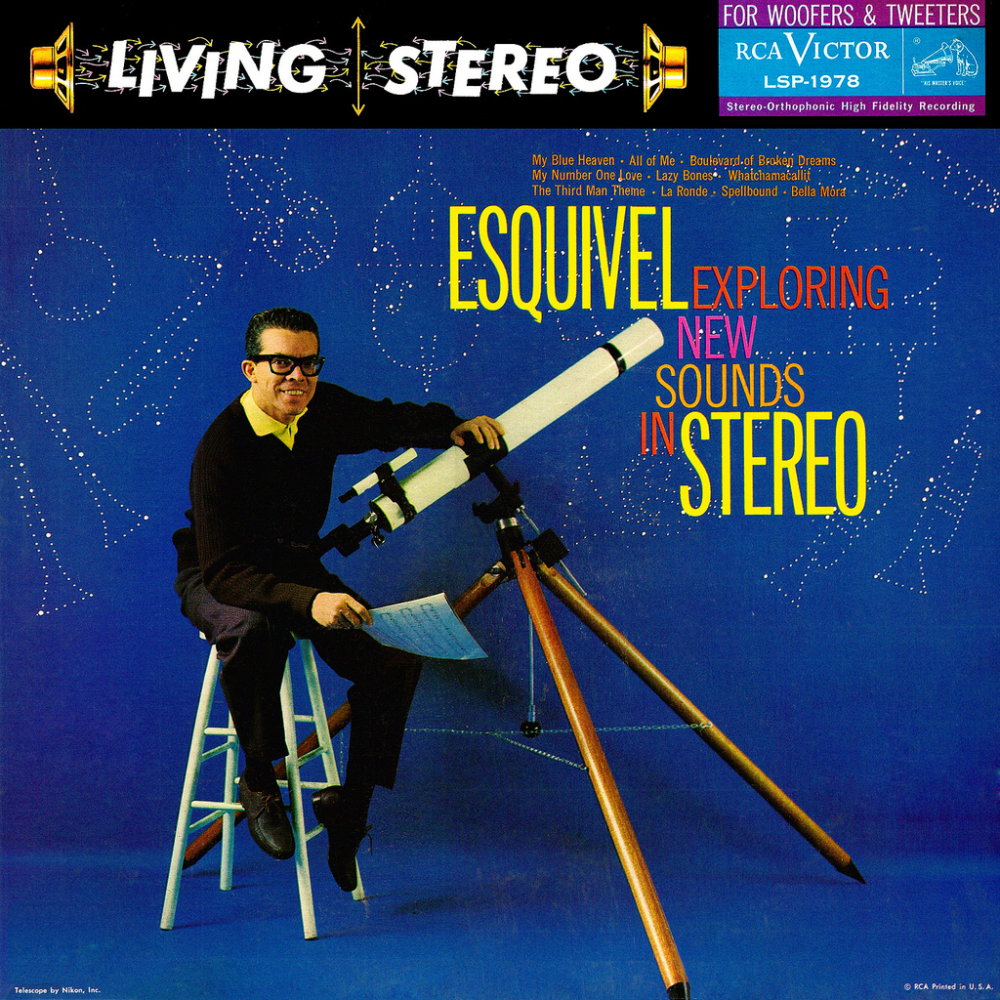 LIVING STEREO
FOR WOOFERS & TWEETERS
RCA VICTOR
®
LSP-1978
"HIS MASTER'S VOICE"
Stereo-Orthophonic High Fidelity Recording
My Blue Heaven • All of Me • Boulevard of Broken Dreams
My Number One Love • Lazy Bones • Whatchamacallit
The Third Man Theme • La Ronde • Spellbound • Bella Mora
ESQUIVEL EXPLORING
NEW
SOUNDS
IN STEREO
Telescope by Nikon, Inc.
© RCA Printed in U. S. A.